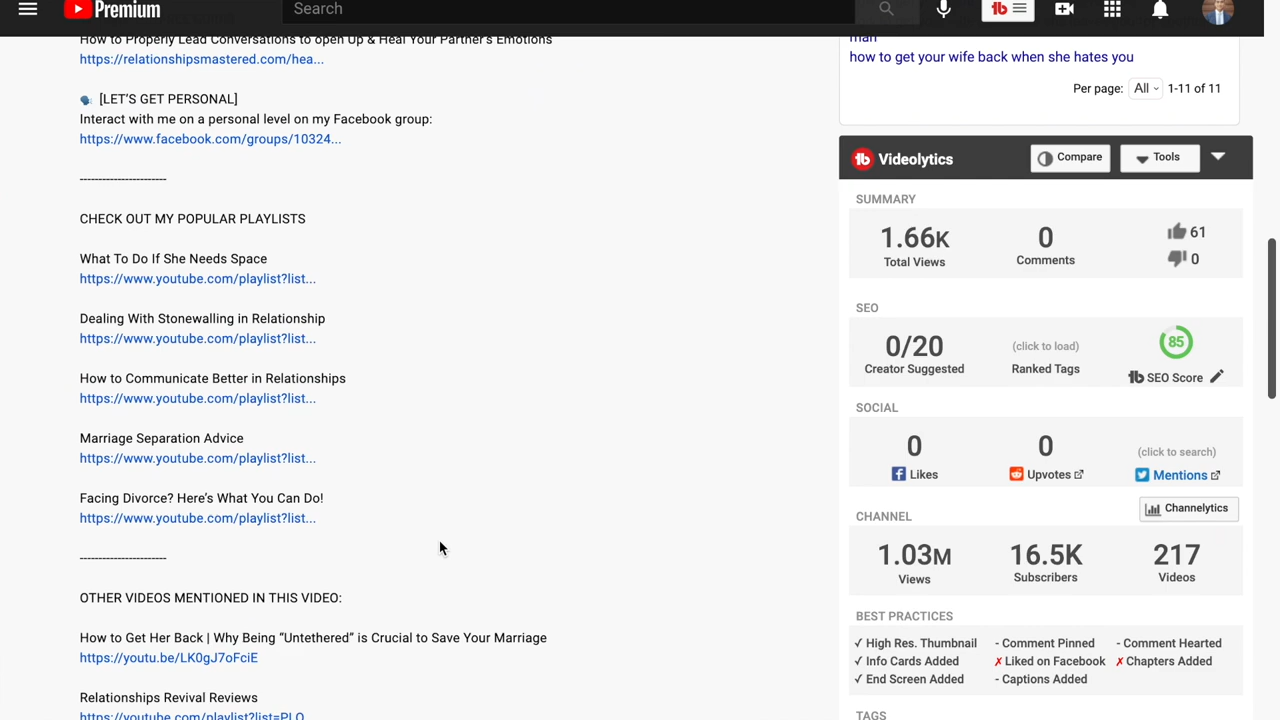 Premium
Search
How to Properly Lead Conversations to open Up & Heal Your Partner's Emotions
https://relationshipsmastered.com/hea...
[LET'S GET PERSONAL]
Interact with me on a personal level on my Facebook group:
https://www.facebook.com/groups/10324...
-----------------------
CHECK OUT MY POPULAR PLAYLISTS
What To Do If She Needs Space
https://www.youtube.com/playlist?list...
Dealing With Stonewalling in Relationship
https://www.youtube.com/playlist?list...
How to Communicate Better in Relationships
https://www.youtube.com/playlist?list...
Marriage Separation Advice
https://www.youtube.com/playlist?list...
Facing Divorce? Here's What You Can Do!
https://www.youtube.com/playlist?list...
-----------------------
OTHER VIDEOS MENTIONED IN THIS VIDEO:
How to Get Her Back | Why Being “Untethered” is Crucial to Save Your Marriage
https://youtu.be/LK0gJ7oFciE
Relationships Revival Reviews
https://youtube.com/playlist?list=PLO...
man
how to get your wife back when she hates you
Per page: All 1-11 of 11
tb Videolytics Compare Tools
SUMMARY
1.66K 0 61
Total Views Comments 0
SEO
0/20 (click to load) 85
Creator Suggested Ranked Tags tb SEO Score
SOCIAL
0 0 (click to search)
Likes Upvotes Mentions
CHANNEL Channelytics
1.03M 16.5K 217
Views Subscribers Videos
BEST PRACTICES
✓ High Res. Thumbnail - Comment Pinned - Comment Hearted
✓ Info Cards Added ✗ Liked on Facebook ✗ Chapters Added
✓ End Screen Added - Captions Added
TAGS